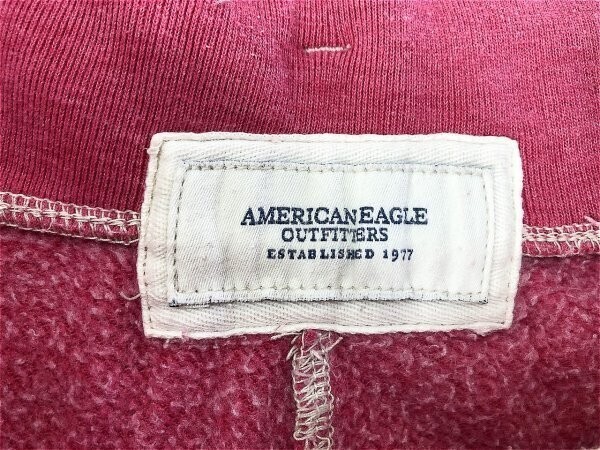 AMERICAN EAGLE
OUTFITTERS
ESTABLISHED 1977